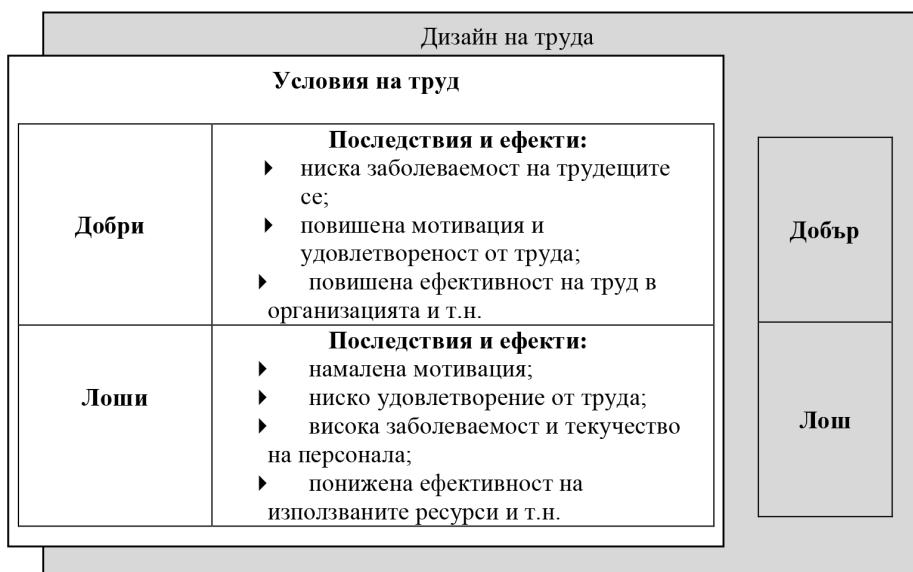 Дизайн на труда
Условия на труд
Добри
Последствия и ефекти:
ниска заболеваемост на трудещите
се;
повишена мотивация и
удовлетвореност от труда;
повишена ефективност на труд в
организацията и т.н.
Лоши
Последствия и ефекти:
намалена мотивация;
ниско удовлетворение от труда;
висока заболеваемост и текучество
на персонала;
понижена ефективност на
използваните ресурси и т.н.
Добър
Лош